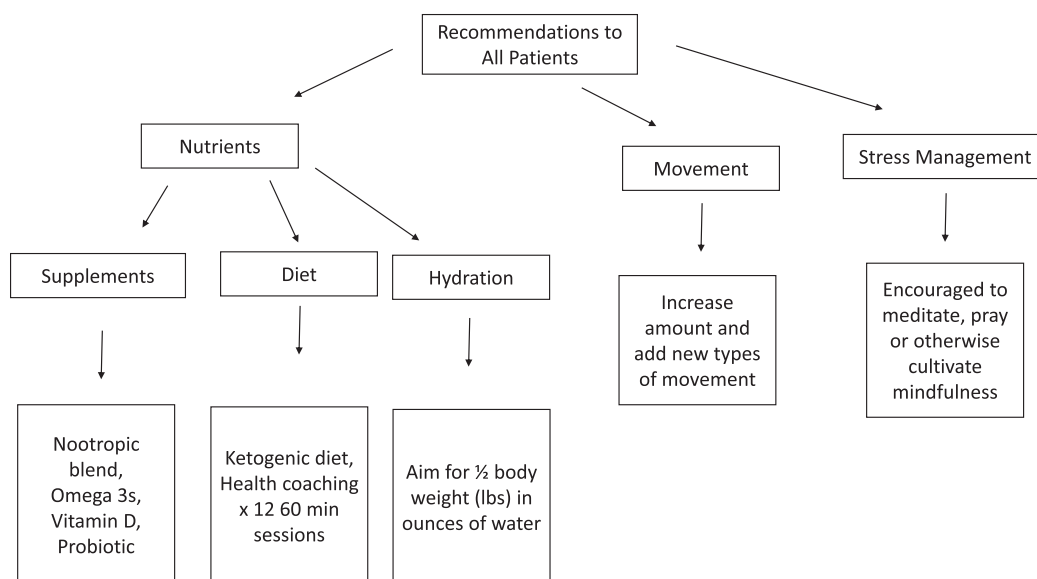 Recommendations to
All Patients
Nutrients
Movement
Stress Management
Supplements
Diet
Hydration
Increase
amount and
add new types
of movement
Encouraged to
meditate, pray
or otherwise
cultivate
mindfulness
Nootropic
blend,
Omega 3s,
Vitamin D,
Probiotic
Ketogenic diet,
Health coaching
x 12 60 min
sessions
Aim for ½ body
weight (lbs) in
ounces of water